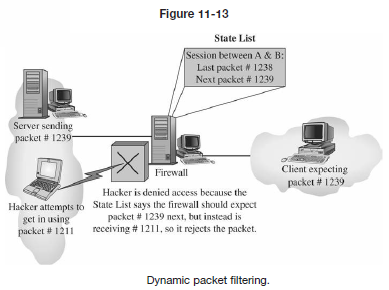 Figure 11-13
State List
Session between A & B:
Last packet # 1238
Next packet # 1239
Server sending
packet # 1239
Firewall
Client expecting
packet # 1239
Hacker attempts to
get in using
packet # 1211
Hacker is denied access because the
State List says the firewall should expect
packet # 1239 next, but instead is
receiving # 1211, so it rejects the packet.
Dynamic packet filtering.